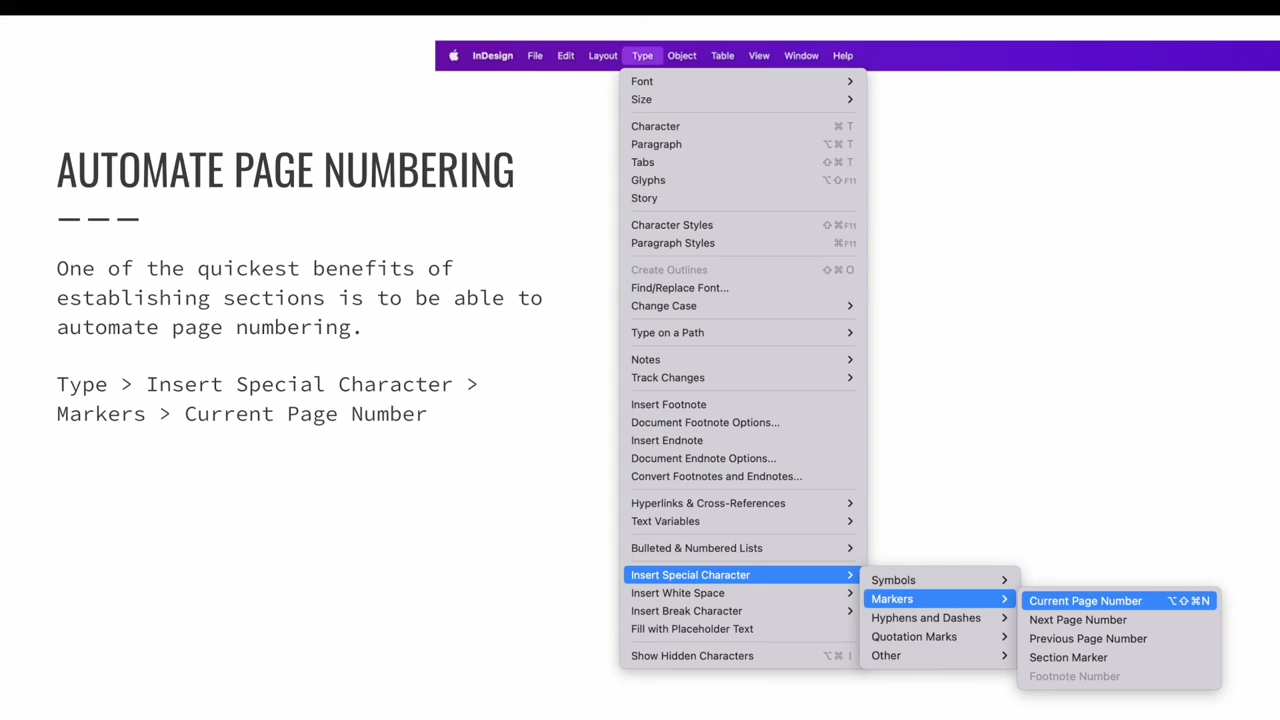 InDesign File Edit Layout Type Object Table View Window Help
AUTOMATE PAGE NUMBERING
One of the quickest benefits of
establishing sections is to be able to
automate page numbering.
Type > Insert Special Character >
Markers > Current Page Number
Font
Size
Character ⌘ T
Paragraph ⌥⌘ T
Tabs ⇧⌘ T
Glyphs ⌥⇧F11
Story
Character Styles ⇧⌘F11
Paragraph Styles ⌘F11
Create Outlines ⇧⌘ O
Find/Replace Font...
Change Case
Type on a Path
Notes
Track Changes
Insert Footnote
Document Footnote Options...
Insert Endnote
Document Endnote Options...
Convert Footnotes and Endnotes...
Hyperlinks & Cross-References
Text Variables
Bulleted & Numbered Lists
Insert Special Character
Insert White Space
Insert Break Character
Fill with Placeholder Text
Show Hidden Characters ⌥⌘ I
Symbols
Markers
Hyphens and Dashes
Quotation Marks
Other
Current Page Number ⌥⇧⌘N
Next Page Number
Previous Page Number
Section Marker
Footnote Number